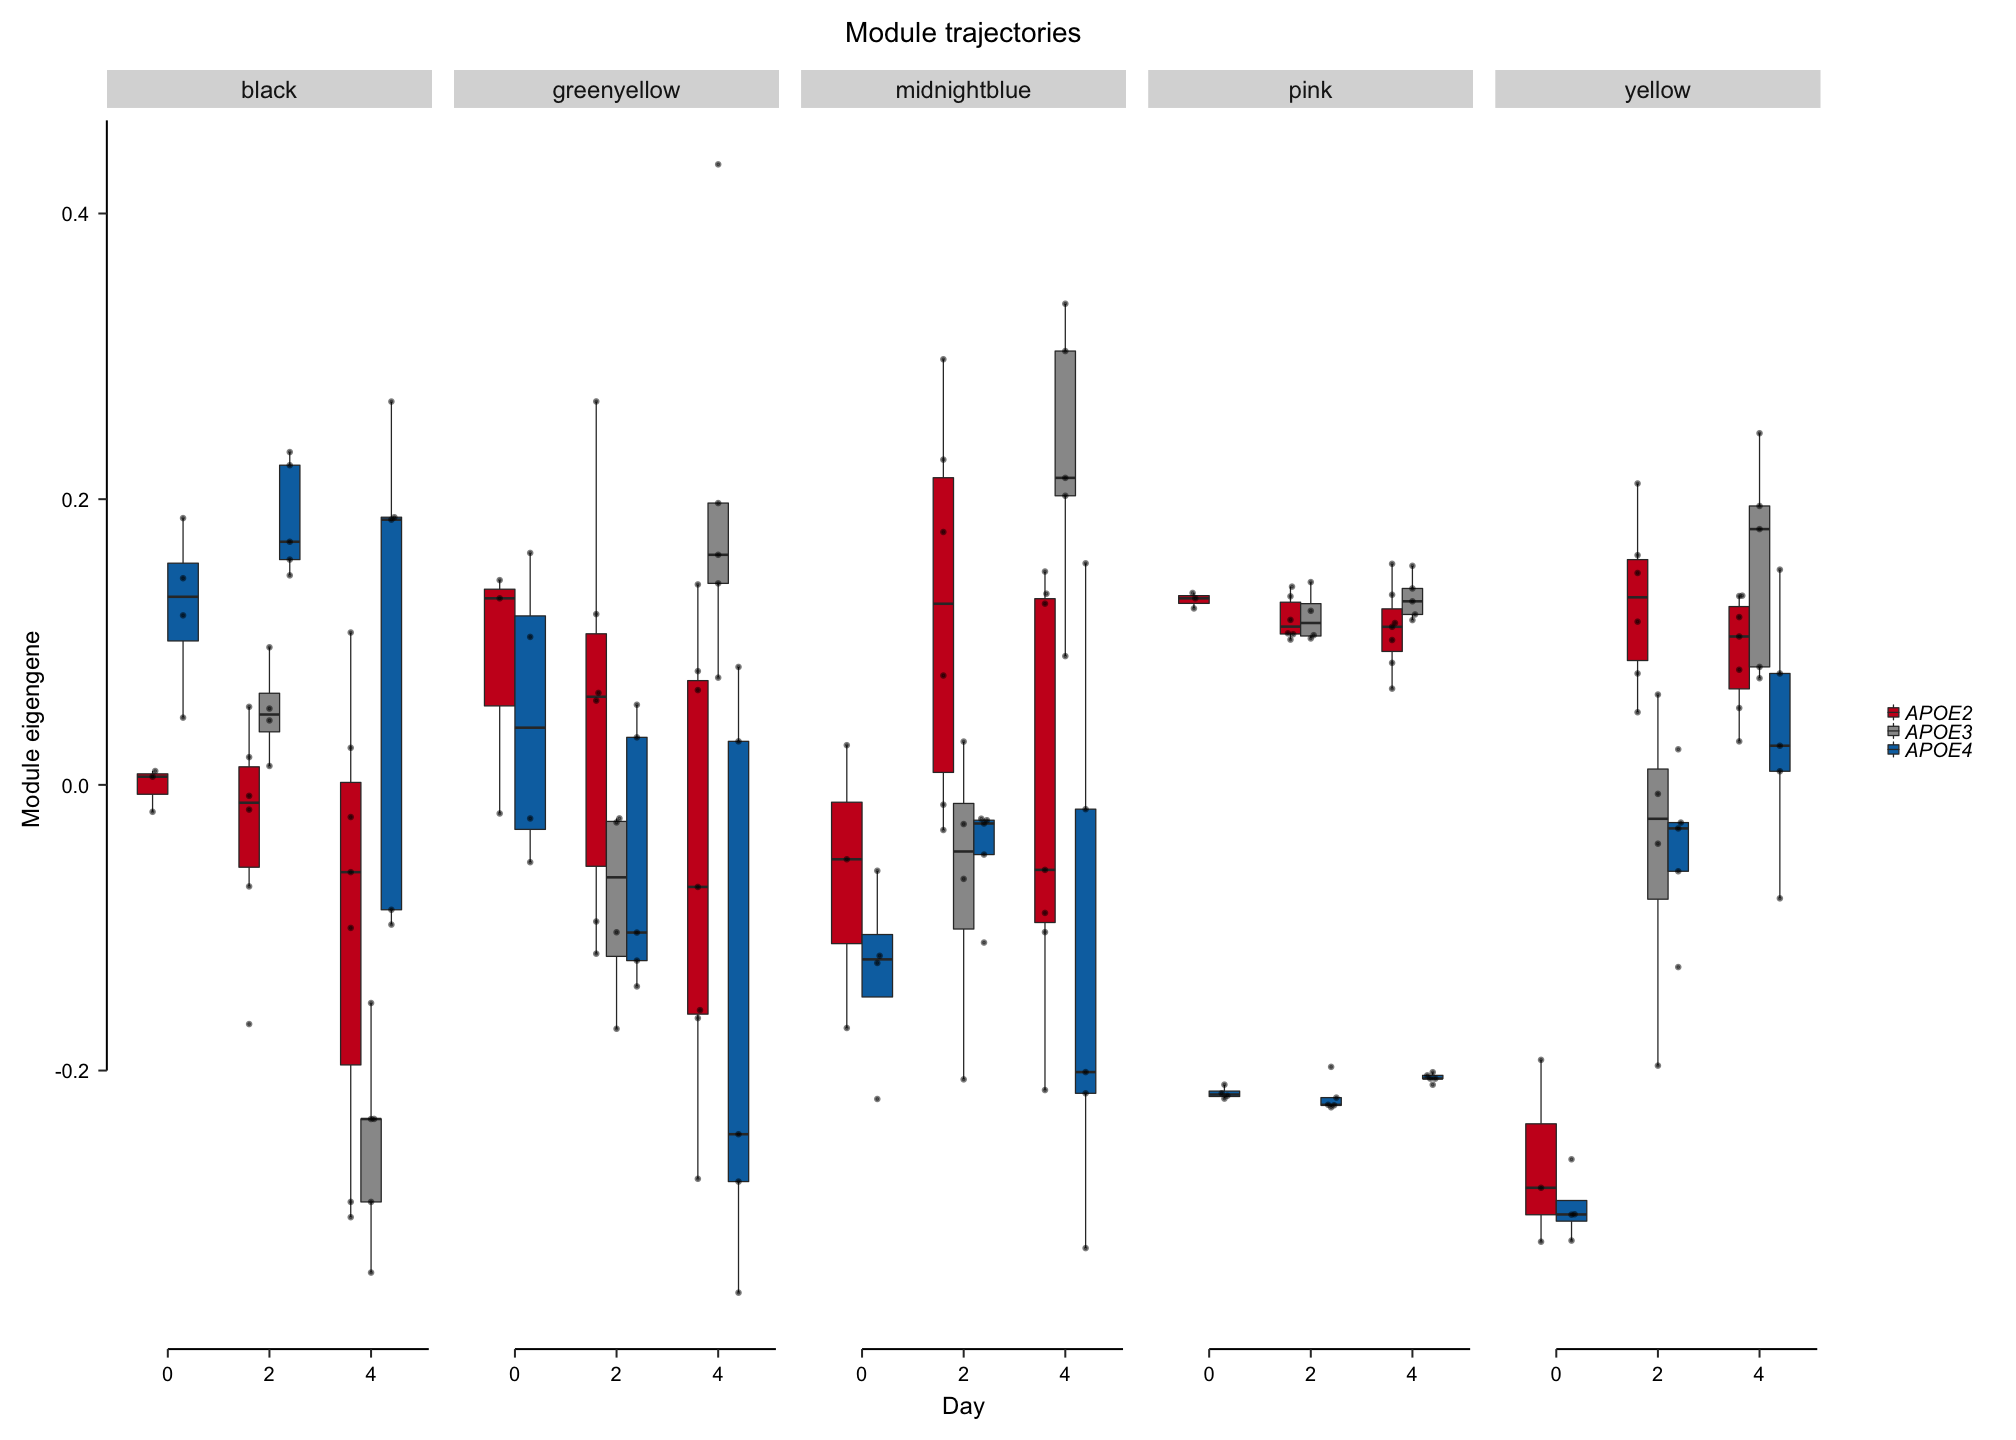 Module trajectories
black greenyellow midnightblue pink yellow
0.4
0.2
0.0
-0.2
Module eigengene
0 2 4 0 2 4 0 2 4 0 2 4 0 2 4
Day
APOE2
APOE3
APOE4